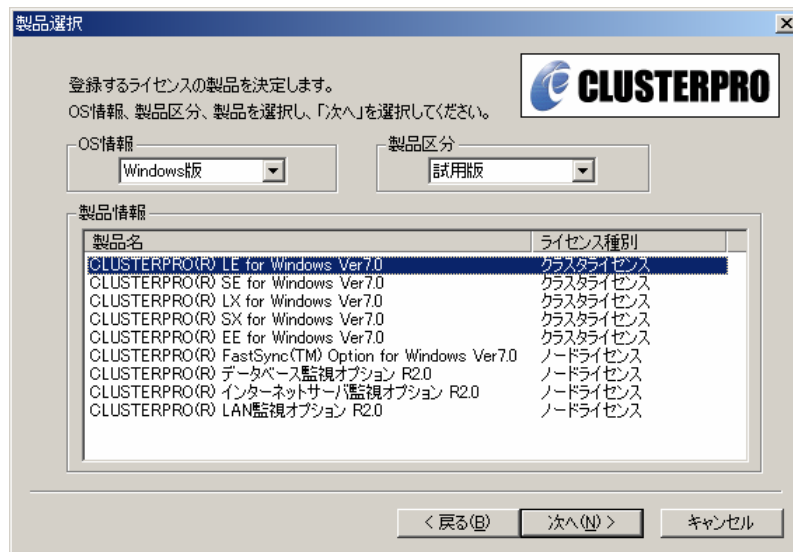 製品選択
登録するライセンスの製品を決定します。
OS情報、製品区分、製品を選択し、「次へ」を選択してください。
CLUSTERPRO
OS情報
Windows版
製品区分
試用版
製品情報
製品名 ライセンス種別
CLUSTERPRO(R) LE for Windows Ver7.0 クラスタライセンス
CLUSTERPRO(R) SE for Windows Ver7.0 クラスタライセンス
CLUSTERPRO(R) LX for Windows Ver7.0 クラスタライセンス
CLUSTERPRO(R) SX for Windows Ver7.0 クラスタライセンス
CLUSTERPRO(R) EE for Windows Ver7.0 クラスタライセンス
CLUSTERPRO(R) FastSync(TM) Option for Windows Ver7.0 ノードライセンス
CLUSTERPRO(R) データベース監視オプション R2.0 ノードライセンス
CLUSTERPRO(R) インターネットサーバ監視オプション R2.0 ノードライセンス
CLUSTERPRO(R) LAN監視オプション R2.0 ノードライセンス
< 戻る(B) 次へ(N) > キャンセル